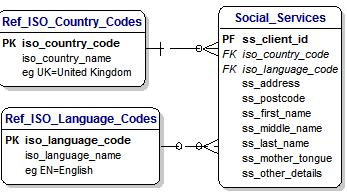 Ref_ISO_Country_Codes
PK iso_country_code
iso_country_name
eg UK=United Kingdom
Social_Services
PF ss_client_id
FK iso_country_code
FK iso_language_code
ss_address
ss_postcode
ss_first_name
ss_middle_name
ss_last_name
ss_mother_tongue
ss_other_details
Ref_ISO_Language_Codes
PK iso_language_code
iso_language_name
eg EN=English